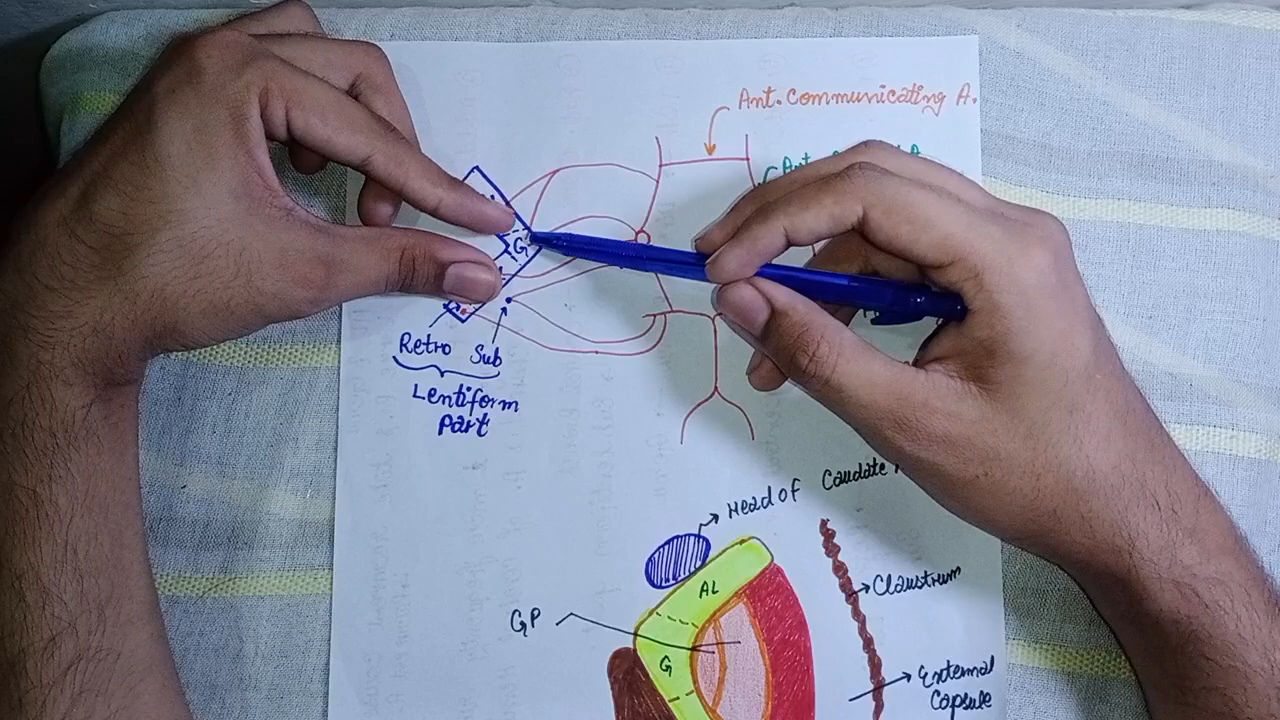 Ant. Communicating A.
G
Retro Sub
Lentiform
Part
Head of Caudate
AL
GP
G
Claustrum
External
Capsule